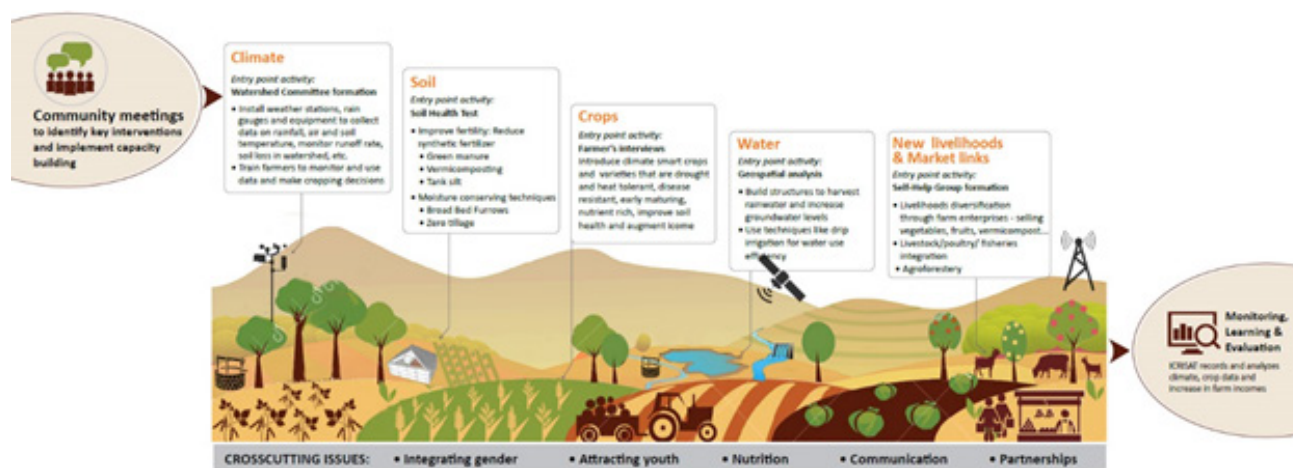 Community meetings
to identify key interventions
and implement capacity
building
Climate
Entry point activity:
Watershed Committee formation
• Install weather stations, rain
gauges and equipment to collect
data on rainfall, air and soil
temperature, monitor runoff rate,
soil loss in watershed, etc.
• Train farmers to monitor and use
data and make cropping decisions
Soil
Entry point activity:
Soil Health Test
• Improve fertility: Reduce
synthetic fertilizer
• Green manure
• Vermicomposting
• Tank silt
• Moisture conserving techniques
• Broad Bed Furrows
• Zero tillage
Crops
Entry point activity:
Farmer's interviews
Introduce climate smart crops
and varieties that are drought
and heat tolerant, disease
resistant, early maturing,
nutrient rich, improve soil
health and augment icome
Water
Entry point activity:
Geospatial analysis
• Build structures to harvest
rainwater and increase
groundwater levels
• Use techniques like drip
irrigation for water use
efficiency
New livelihoods
& Market links
Entry point activity:
Self-Help Group formation
• Livelihoods diversification
through farm enterprises - selling
vegetables, fruits, vermicompost...
• Livestock/poultry/ fisheries
integration
• Agroforestery
Monitoring,
Learning &
Evaluation
ICRISAT records and analyzes
climate, crop data and
increase in farm incomes
CROSSCUTTING ISSUES: • Integrating gender • Attracting youth • Nutrition • Communication • Partnerships